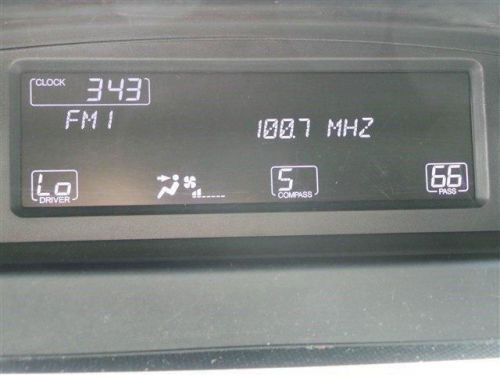 CLOCK 343
FM1 100.7 MHZ
Lo S 66
DRIVER COMPASS PASS